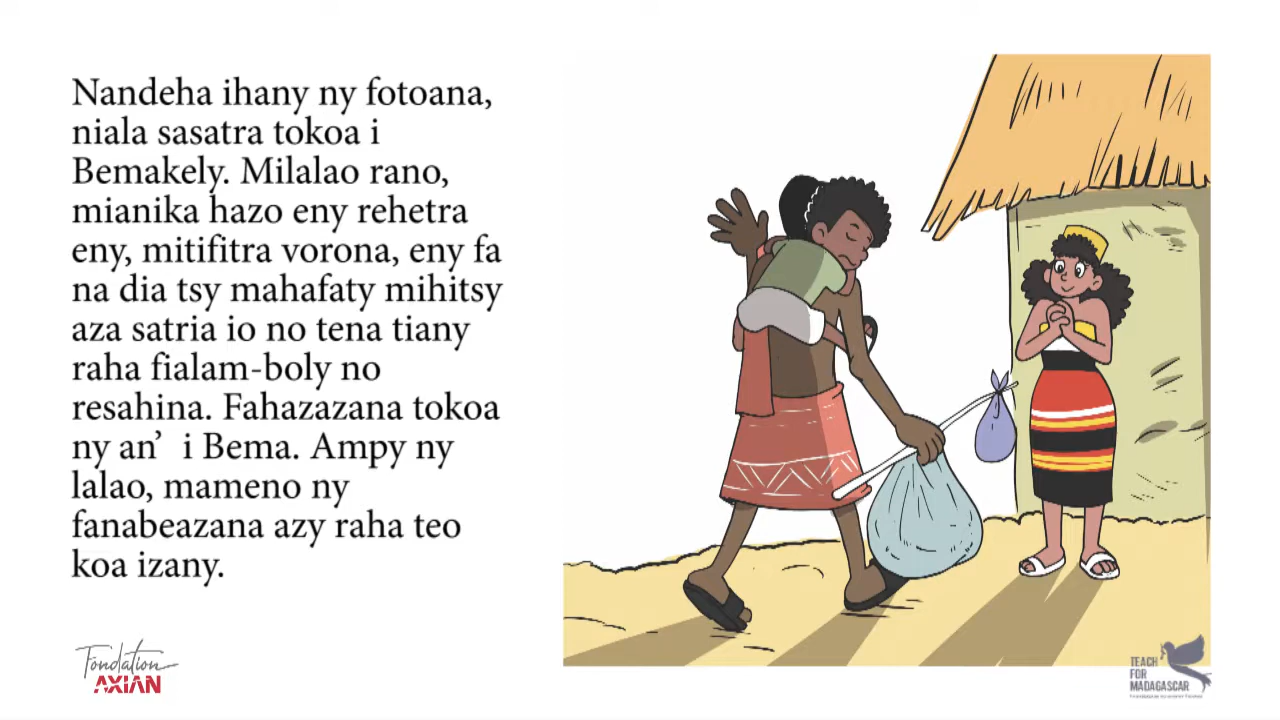 Nandeha ihany ny fotoana,
niala sasatra tokoa i
Bemakely. Milalao rano,
mianika hazo eny rehetra
eny, mitifitra vorona, eny fa
na dia tsy mahafaty mihitsy
aza satria io no tena tiany
raha fialam-boly no
resahina. Fahazazana tokoa
ny an’ i Bema. Ampy ny
lalao, mameno ny
fanabeazana azy raha teo
koa izany.
Fondation
AXIAN
TEACH
FOR
MADAGASCAR